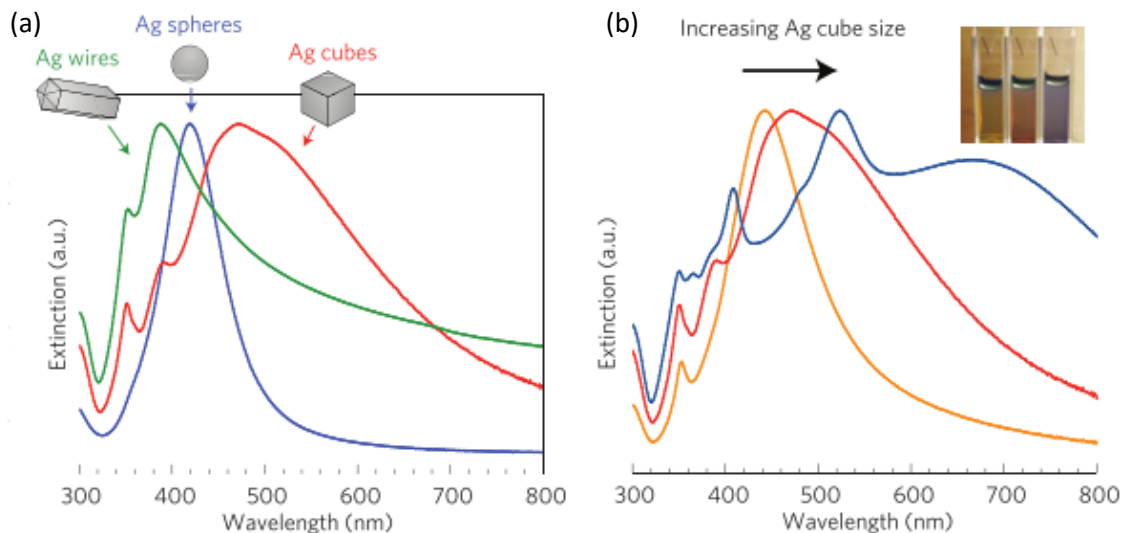 (a)
Ag spheres
Ag wires
Ag cubes
Extinction (a.u.)
300 400 500 600 700 800
Wavelength (nm)
(b)
Increasing Ag cube size
Extinction (a.u.)
300 400 500 600 700 800
Wavelength (nm)